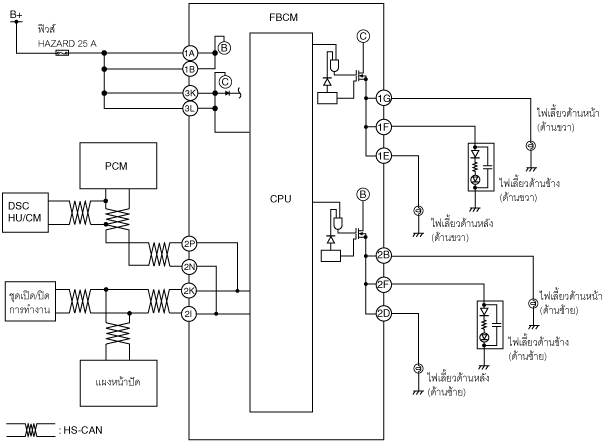 B+
ฟิวส์
HAZARD 25 A
FBCM
1A
B
1B
C
3K
3L
C
1G
ไฟเลี้ยวด้านหน้า
(ด้านขวา)
1F
1E
ไฟเลี้ยวด้านข้าง
(ด้านขวา)
ไฟเลี้ยวด้านหลัง
(ด้านขวา)
PCM
CPU
DSC
HU/CM
B
2P
2N
2B
2K
2F
ชุดเปิด/ปิด
การทำงาน
ไฟเลี้ยวด้านหน้า
(ด้านซ้าย)
2I
2D
ไฟเลี้ยวด้านข้าง
(ด้านซ้าย)
แผงหน้าปัด
ไฟเลี้ยวด้านหลัง
(ด้านซ้าย)
: HS-CAN